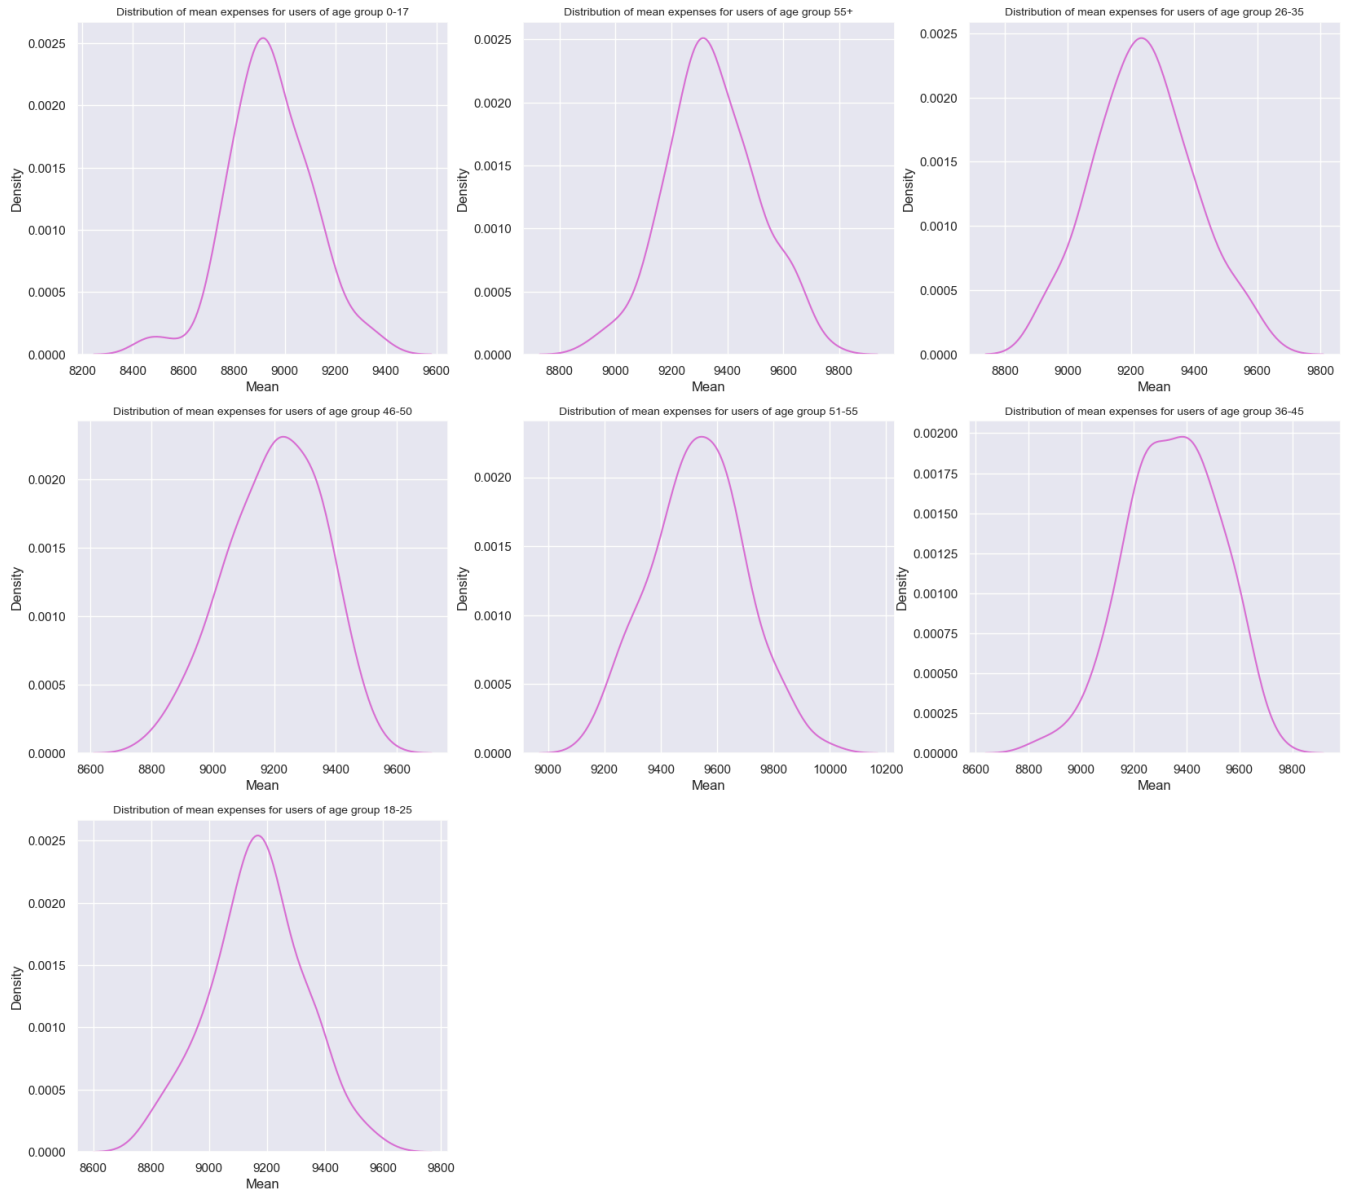 Distribution of mean expenses for users of age group 0-17
0.0025
0.0020
0.0015
0.0010
0.0005
0.0000
Density
8200 8400 8600 8800 9000 9200 9400 9600
Mean
Distribution of mean expenses for users of age group 55+
0.0025
0.0020
0.0015
0.0010
0.0005
0.0000
Density
8800 9000 9200 9400 9600 9800
Mean
Distribution of mean expenses for users of age group 26-35
0.0025
0.0020
0.0015
0.0010
0.0005
0.0000
Density
8800 9000 9200 9400 9600 9800
Mean
Distribution of mean expenses for users of age group 46-50
0.0020
0.0015
0.0010
0.0005
0.0000
Density
8600 8800 9000 9200 9400 9600
Mean
Distribution of mean expenses for users of age group 51-55
0.0020
0.0015
0.0010
0.0005
0.0000
Density
9000 9200 9400 9600 9800 10000 10200
Mean
Distribution of mean expenses for users of age group 36-45
0.00200
0.00175
0.00150
0.00125
0.00100
0.00075
0.00050
0.00025
0.00000
Density
8600 8800 9000 9200 9400 9600 9800
Mean
Distribution of mean expenses for users of age group 18-25
0.0025
0.0020
0.0015
0.0010
0.0005
0.0000
Density
8600 8800 9000 9200 9400 9600 9800
Mean